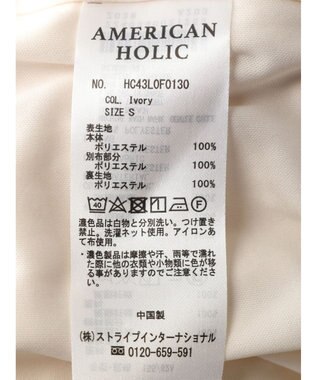 AMERICAN
HOLIC
NO. HC43L0F0130
COL. Ivory
SIZE S
表生地
本体
ポリエステル 100%
別布部分
ポリエステル 100%
裏生地
ポリエステル 100%
40
F
濃色品は白物と分別洗い。つけ置き
禁止。洗濯ネット使用。アイロンあ
て布使用。
・濃色製品は摩擦や汗、雨等で濡れ
た際に他の衣類や小物類に色が移
る事がありますのでご注意くださ
い。
中国製
(株)ストライプインターナショナル
0120-659-591